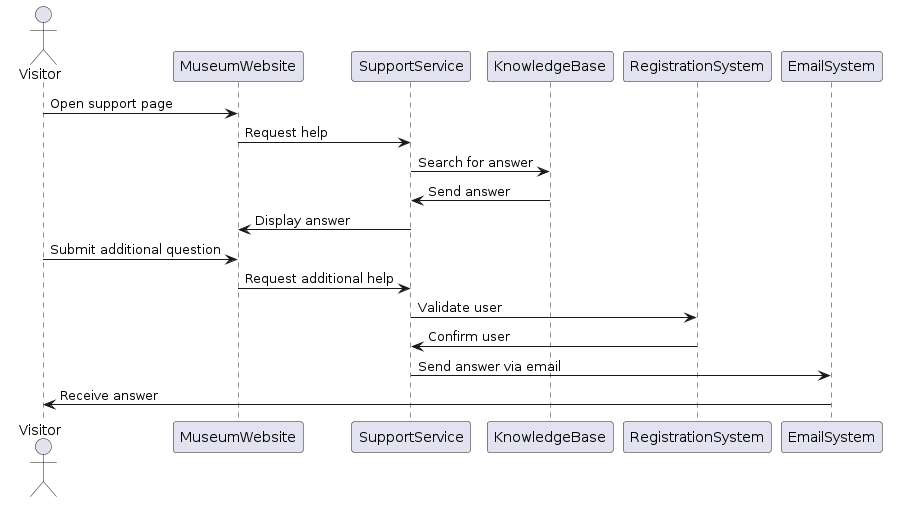 Visitor
MuseumWebsite
SupportService
KnowledgeBase
RegistrationSystem
EmailSystem
Open support page
Request help
Search for answer
Send answer
Display answer
Submit additional question
Request additional help
Validate user
Confirm user
Send answer via email
Receive answer
Visitor
MuseumWebsite
SupportService
KnowledgeBase
RegistrationSystem
EmailSystem